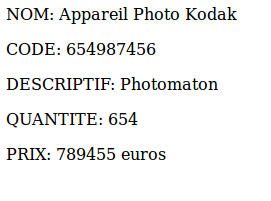 NOM: Appareil Photo Kodak
CODE: 654987456
DESCRIPTIF: Photomaton
QUANTITE: 654
PRIX: 789455 euros